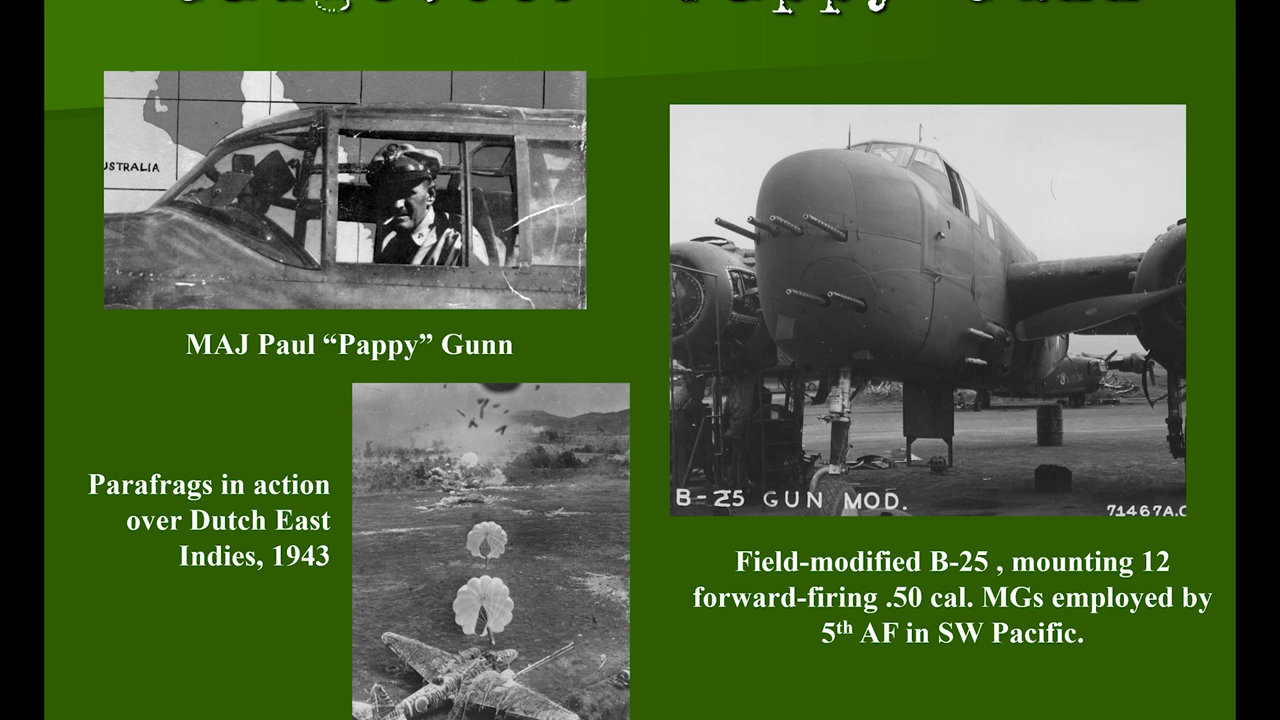 USTRALIA
MAJ Paul “Pappy” Gunn
Parafrags in action
over Dutch East
Indies, 1943
B-25 GUN MOD.
71467A.C
Field-modified B-25 , mounting 12
forward-firing .50 cal. MGs employed by
5th AF in SW Pacific.